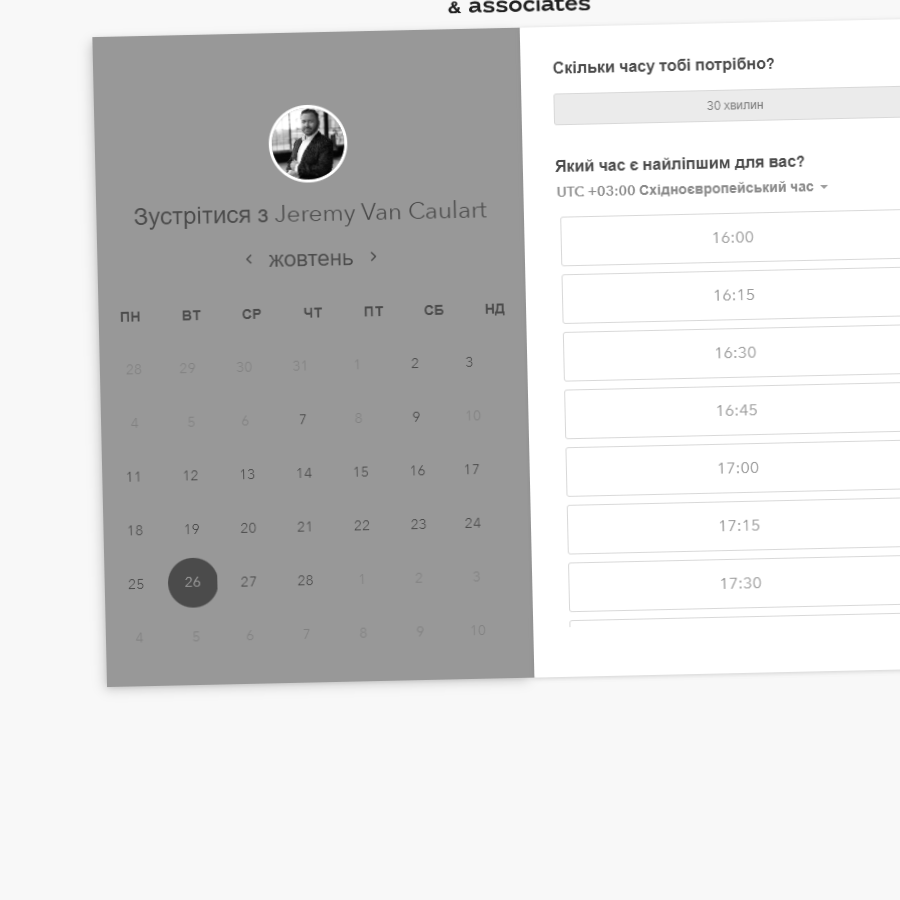 & associates
Зустрітися з Jeremy Van Caulart
жовтень
ПН ВТ СР ЧТ ПТ СБ НД
28 29 30 31 1 2 3
4 5 6 7 8 9 10
11 12 13 14 15 16 17
18 19 20 21 22 23 24
25 26 27 28 1 2 3
4 5 6 7 8 9 10
Скільки часу тобі потрібно?
30 хвилин
Який час є найліпшим для вас?
UTC +03:00 Східноєвропейський час
16:00
16:15
16:30
16:45
17:00
17:15
17:30